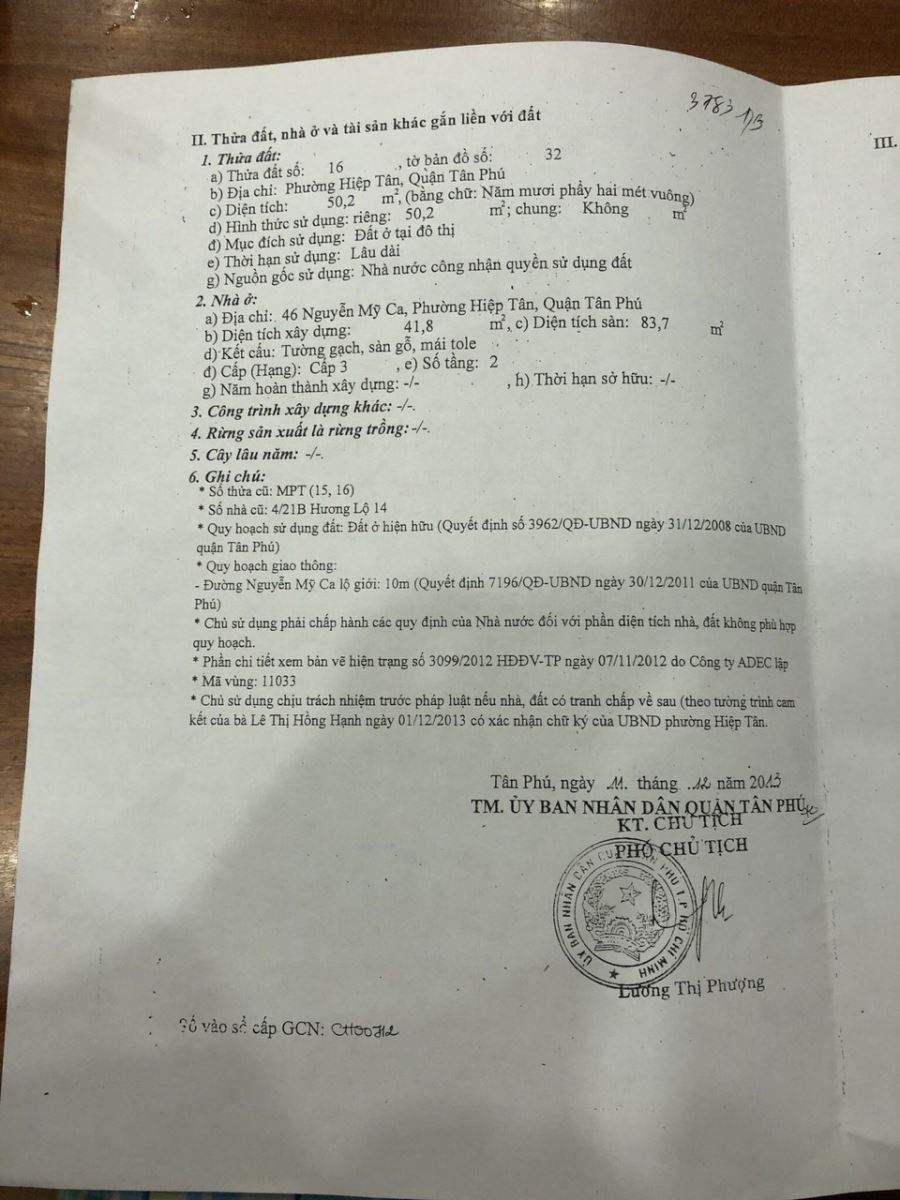 3783 1/3
II. Thửa đất, nhà ở và tài sản khác gắn liền với đất
III.
1. Thửa đất:
a) Thửa đất số: 16 , tờ bản đồ số: 32
b) Địa chỉ: Phường Hiệp Tân, Quận Tân Phú
c) Diện tích: 50,2 m², (bằng chữ: Năm mươi phẩy hai mét vuông)
d) Hình thức sử dụng: riêng: 50,2 m²; chung: Không m²
đ) Mục đích sử dụng: Đất ở tại đô thị
e) Thời hạn sử dụng: Lâu dài
g) Nguồn gốc sử dụng: Nhà nước công nhận quyền sử dụng đất
2. Nhà ở:
a) Địa chỉ: 46 Nguyễn Mỹ Ca, Phường Hiệp Tân, Quận Tân Phú
b) Diện tích xây dựng: 41,8 m², c) Diện tích sàn: 83,7 m²
d) Kết cấu: Tường gạch, sàn gỗ, mái tole
đ) Cấp (Hạng): Cấp 3 , e) Số tầng: 2
g) Năm hoàn thành xây dựng: -/- , h) Thời hạn sở hữu: -/-
3. Công trình xây dựng khác: -/-.
4. Rừng sản xuất là rừng trồng: -/-.
5. Cây lâu năm: -/-.
6. Ghi chú:
* Số thửa cũ: MPT (15, 16)
* Số nhà cũ: 4/21B Hương Lộ 14
* Quy hoạch sử dụng đất: Đất ở hiện hữu (Quyết định số 3962/QĐ-UBND ngày 31/12/2008 của UBND
quận Tân Phú)
* Quy hoạch giao thông:
- Đường Nguyễn Mỹ Ca lộ giới: 10m (Quyết định 7196/QĐ-UBND ngày 30/12/2011 của UBND quận Tân
Phú)
* Chủ sử dụng phải chấp hành các quy định của Nhà nước đối với phần diện tích nhà, đất không phù hợp
quy hoạch.
* Phần chi tiết xem bản vẽ hiện trạng số 3099/2012 HĐĐV-TP ngày 07/11/2012 do Công ty ADEC lập
* Mã vùng: 11033
* Chủ sử dụng chịu trách nhiệm trước pháp luật nếu nhà, đất có tranh chấp về sau (theo tường trình cam
kết của bà Lê Thị Hồng Hạnh ngày 01/12/2013 có xác nhận chữ ký của UBND phường Hiệp Tân.
Tân Phú, ngày 11 tháng 12 năm 2013
TM. ỦY BAN NHÂN DÂN QUẬN TÂN PHÚ
KT. CHỦ TỊCH
PHÓ CHỦ TỊCH
ỦY BAN NHÂN DÂN QUẬN TÂN PHÚ T.P HỒ CHÍ MINH
Lương Thị Phượng
Số vào sổ cấp GCN: